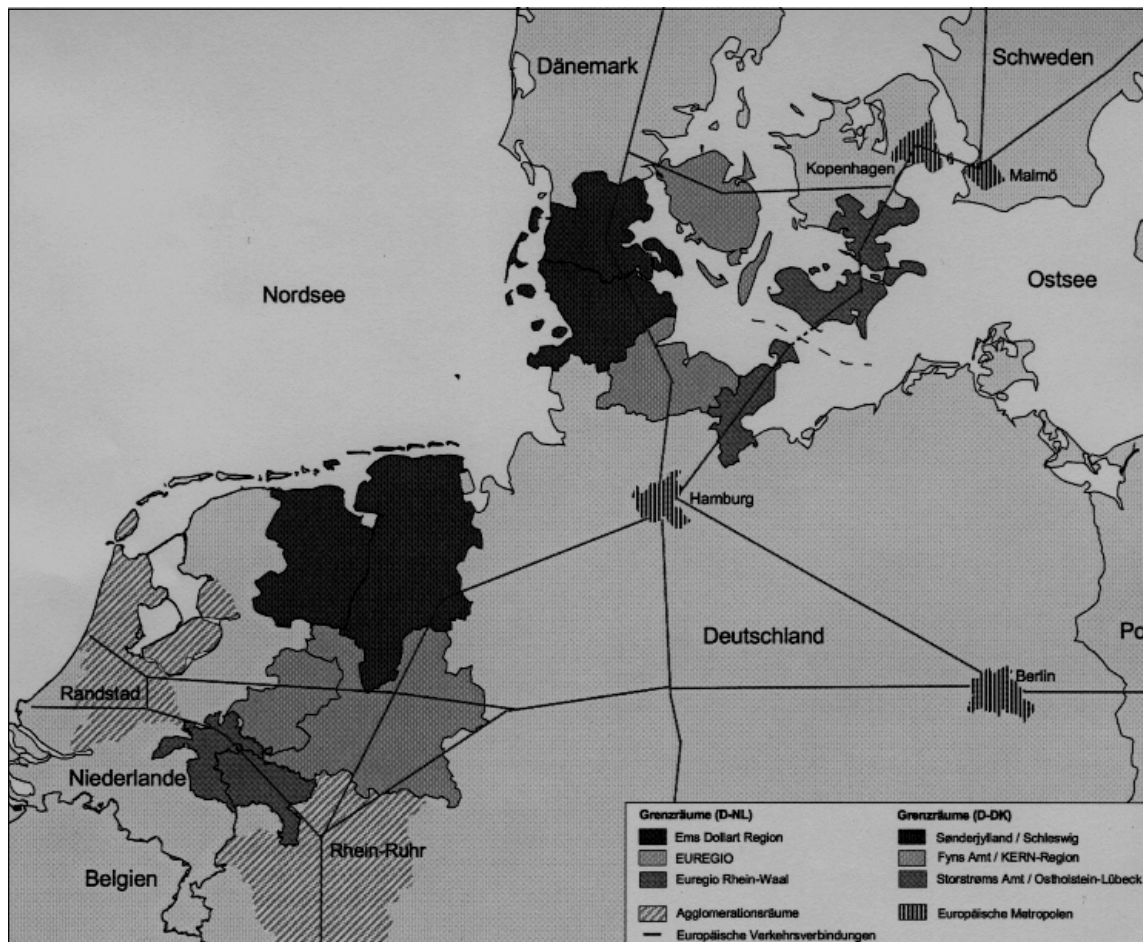 Dänemark
Schweden
Kopenhagen
Malmö
Nordsee
Ostsee
Hamburg
Deutschland
Po
Berlin
Randstad
Niederlande
Rhein-Ruhr
Belgien
Grenzräume (D-NL)
Ems Dollart Region
EUREGIO
Euregio Rhein-Waal
Agglomerationsräume
Europäische Verkehrsverbindungen
Grenzräume (D-DK)
Sønderjylland / Schleswig
Fyns Amt / KERN-Region
Storstrøms Amt / Ostholstein-Lübeck
Europäische Metropolen